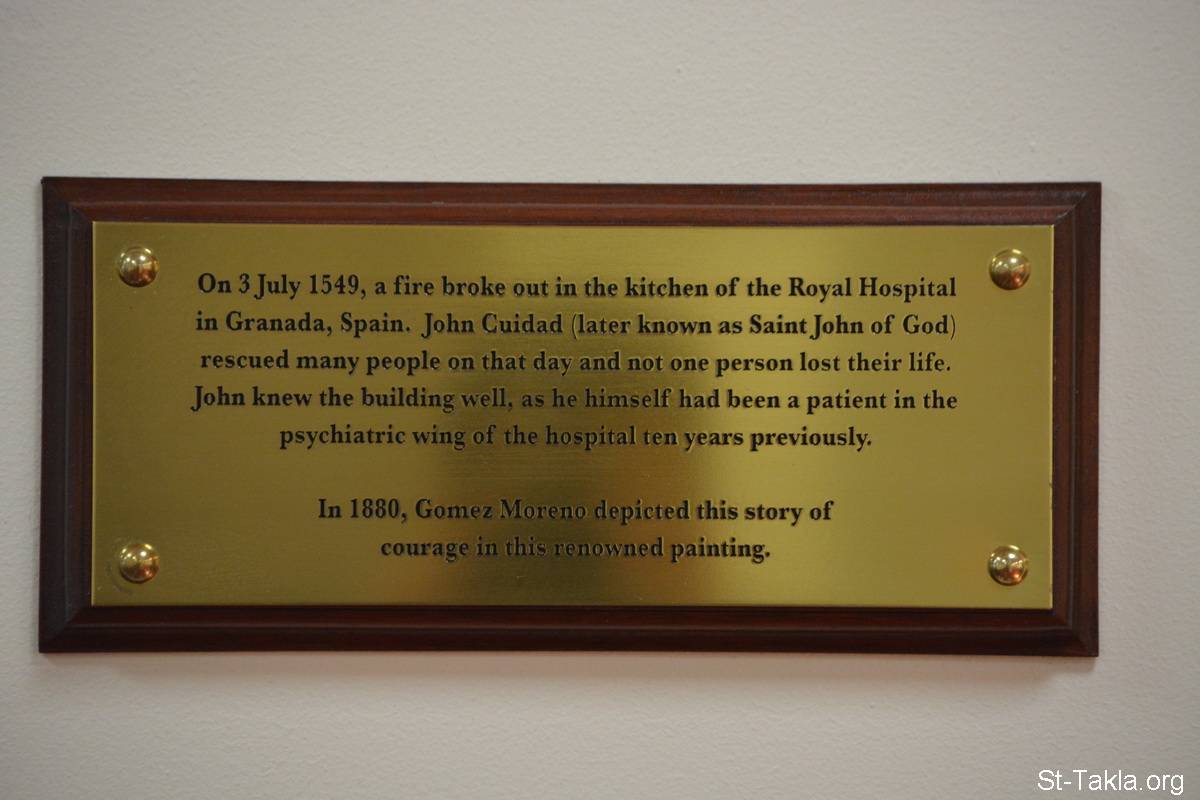 On 3 July 1549, a fire broke out in the kitchen of the Royal Hospital
in Granada, Spain. John Cuidad (later known as Saint John of God)
rescued many people on that day and not one person lost their life.
John knew the building well, as he himself had been a patient in the
psychiatric wing of the hospital ten years previously.
In 1880, Gomez Moreno depicted this story of
courage in this renowned painting.
St-Takla.org